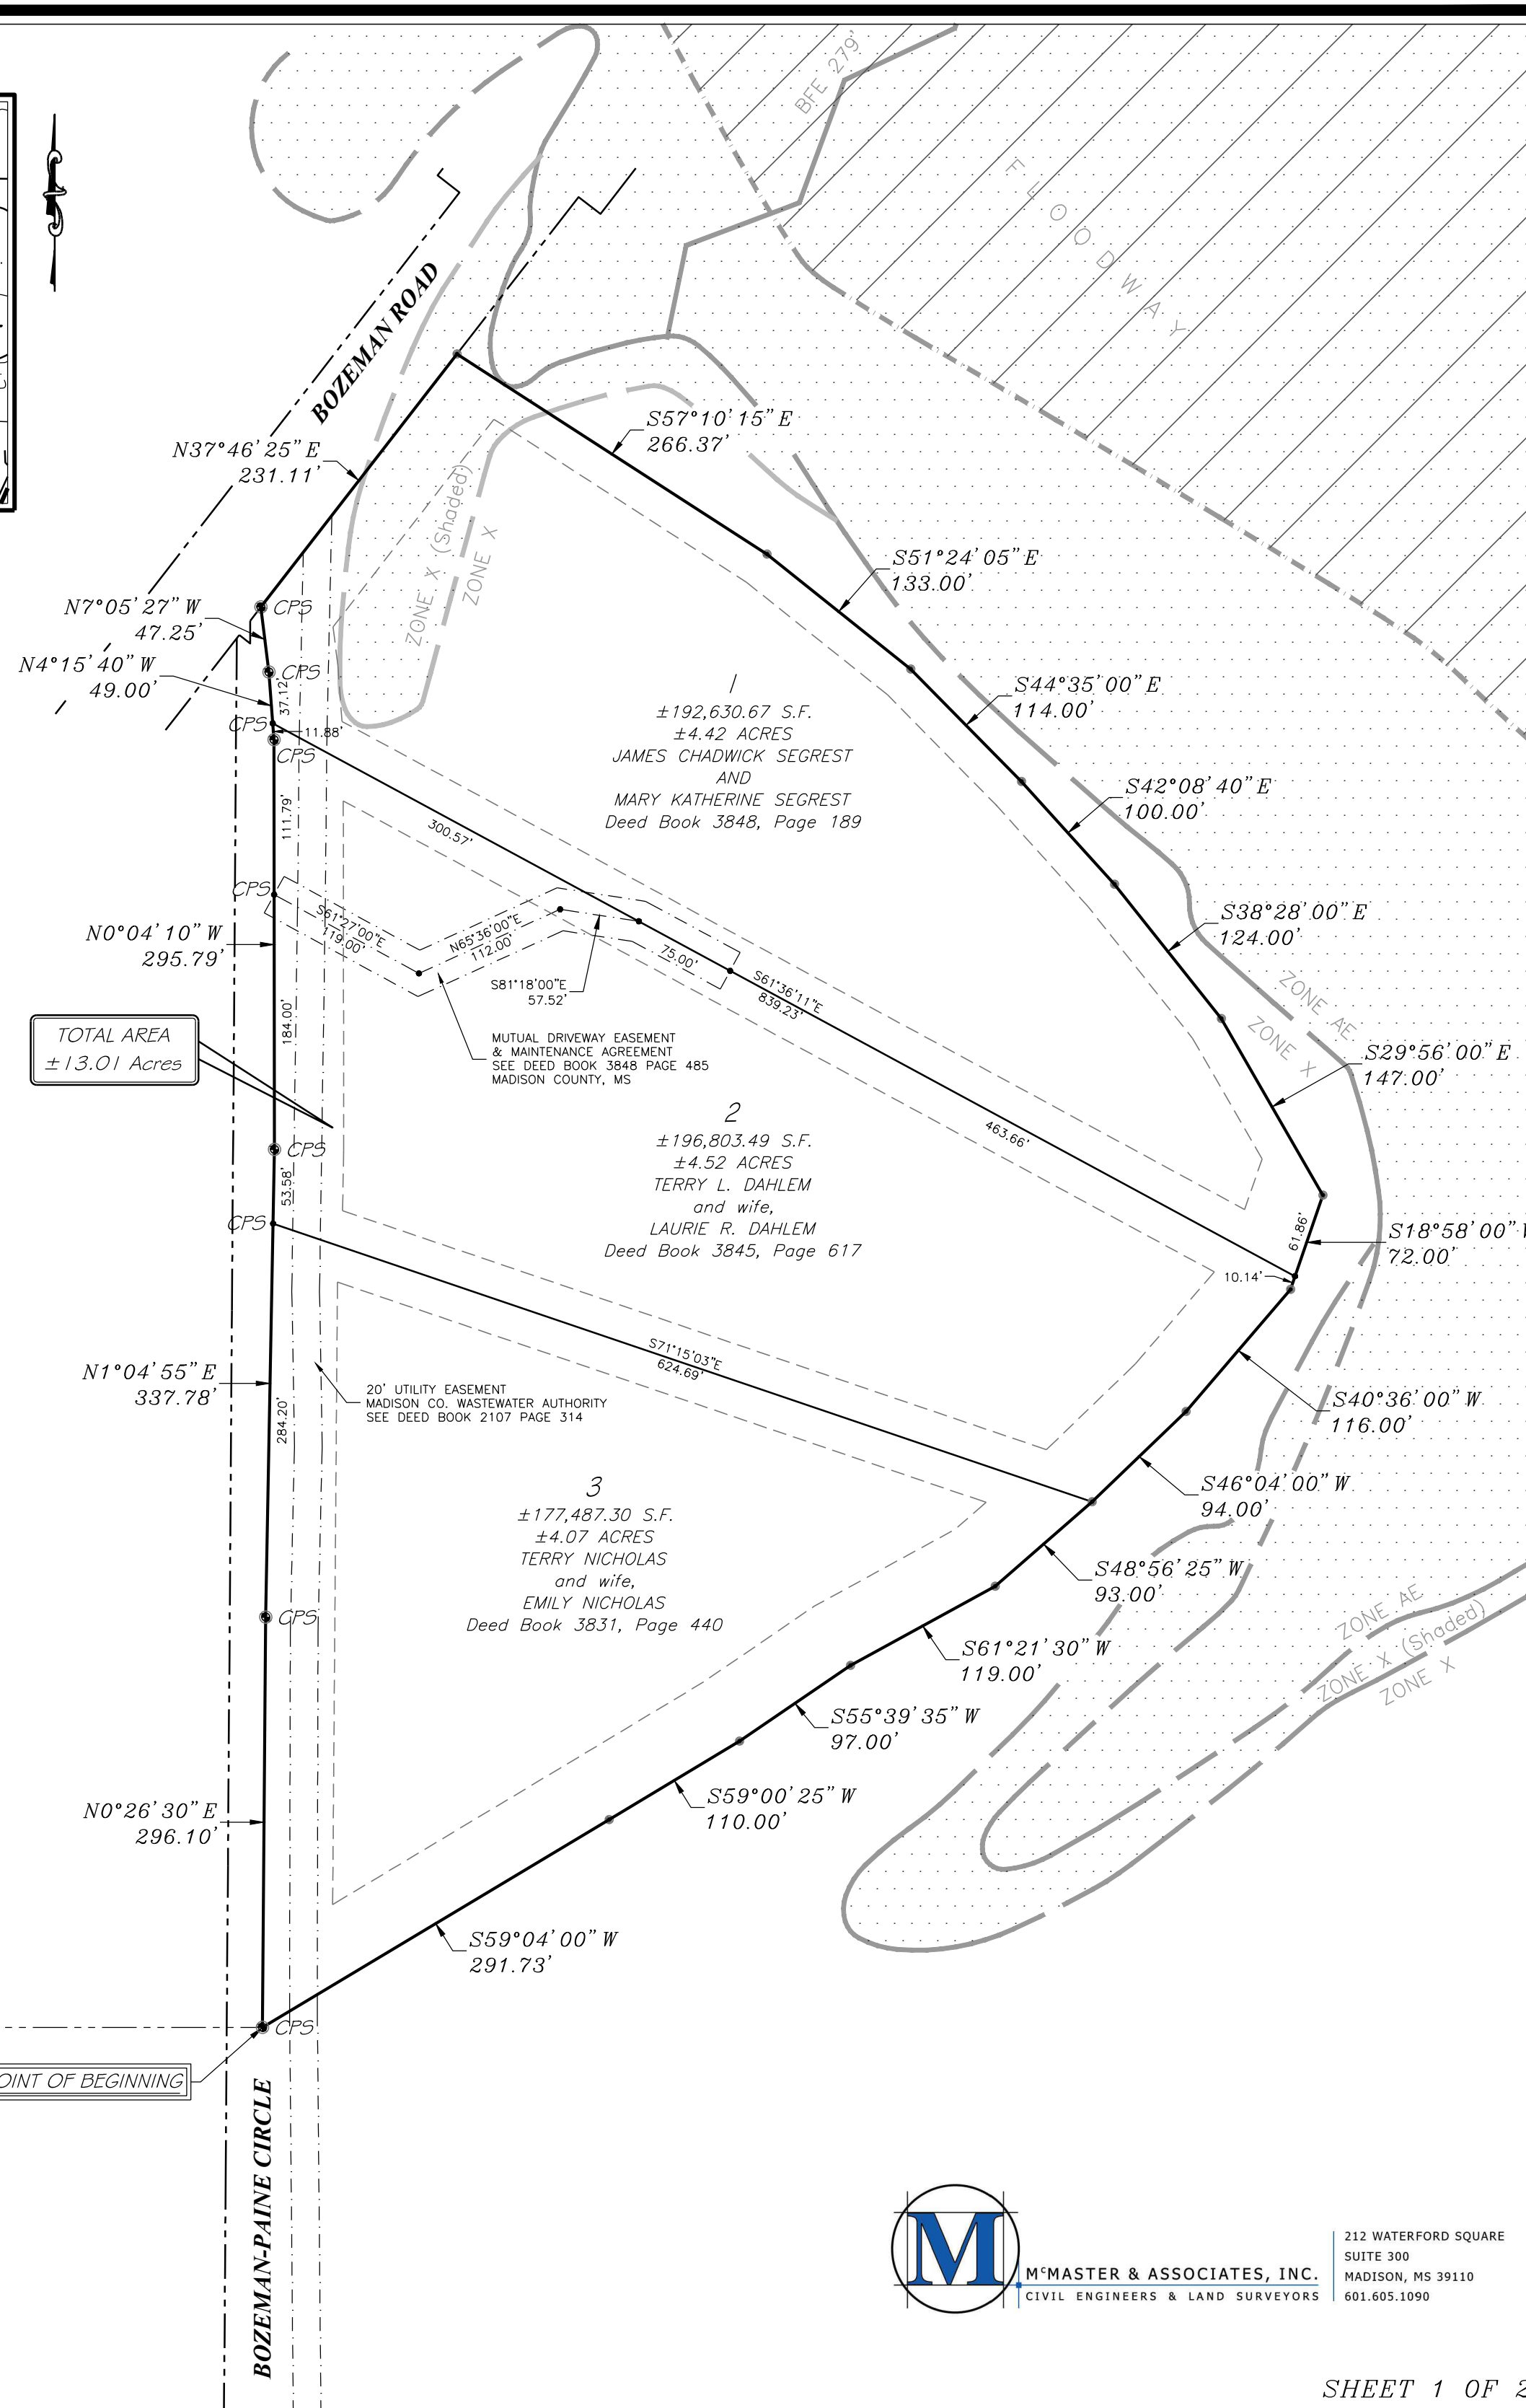 BFE 279'
FLOODWAY
BOZEMAN ROAD
N37°46'25"E
231.11'
S57°10'15"E
266.37'
ZONE X (Shaded)
ZONE X
S51°24'05"E
133.00'
N7°05'27"W
47.25'
CPS
N4°15'40"W
49.00'
CPS
37.12'
CPS
11.88'
CPS
S44°35'00"E
114.00'
1
±192,630.67 S.F.
±4.42 ACRES
JAMES CHADWICK SEGREST
AND
MARY KATHERINE SEGREST
Deed Book 3848, Page 189
S42°08'40"E
100.00'
111.79'
300.57'
CPS
S61°27'00"E
119.00'
N65°36'00"E
112.00'
S81°18'00"E
57.52'
75.00'
S61°36'11"E
839.23'
S38°28'00"E
124.00'
N0°04'10"W
295.79'
184.00'
TOTAL AREA
±13.01 Acres
MUTUAL DRIVEWAY EASEMENT
& MAINTENANCE AGREEMENT
SEE DEED BOOK 3848 PAGE 485
MADISON COUNTY, MS
ZONE AE
ZONE X
S29°56'00"E
147.00'
2
±196,803.49 S.F.
±4.52 ACRES
TERRY L. DAHLEM
and wife,
LAURIE R. DAHLEM
Deed Book 3845, Page 617
463.66'
CPS
53.58'
CPS
61.86'
S18°58'00"W
72.00'
10.14'
S71°15'03"E
624.69'
N1°04'55"E
337.78'
284.20'
20' UTILITY EASEMENT
MADISON CO. WASTEWATER AUTHORITY
SEE DEED BOOK 2107 PAGE 314
S40°36'00"W
116.00'
S46°04'00"W
94.00'
3
±177,487.30 S.F.
±4.07 ACRES
TERRY NICHOLAS
and wife,
EMILY NICHOLAS
Deed Book 3831, Page 440
S48°56'25"W
93.00'
CPS
ZONE AE
ZONE X (Shaded)
ZONE X
S61°21'30"W
119.00'
S55°39'35"W
97.00'
S59°00'25"W
110.00'
N0°26'30"E
296.10'
S59°04'00"W
291.73'
CPS
OINT OF BEGINNING
BOZEMAN-PAINE CIRCLE
M
McMASTER & ASSOCIATES, INC.
CIVIL ENGINEERS & LAND SURVEYORS
212 WATERFORD SQUARE
SUITE 300
MADISON, MS 39110
601.605.1090
SHEET 1 OF 2